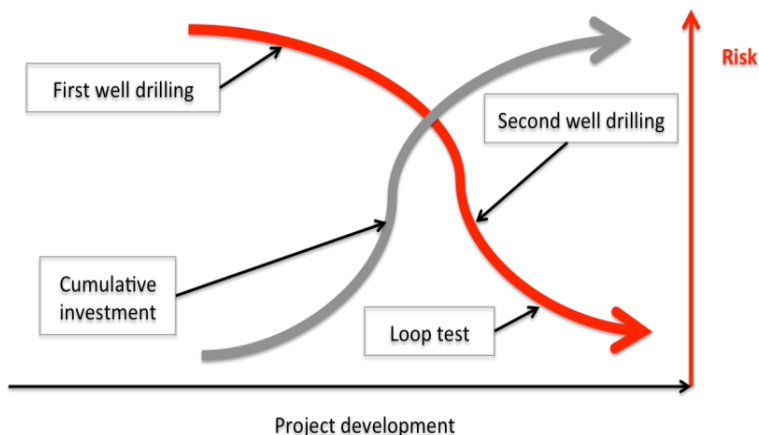 Risk
First well drilling
Second well drilling
Cumulative
investment
Loop test
Project development